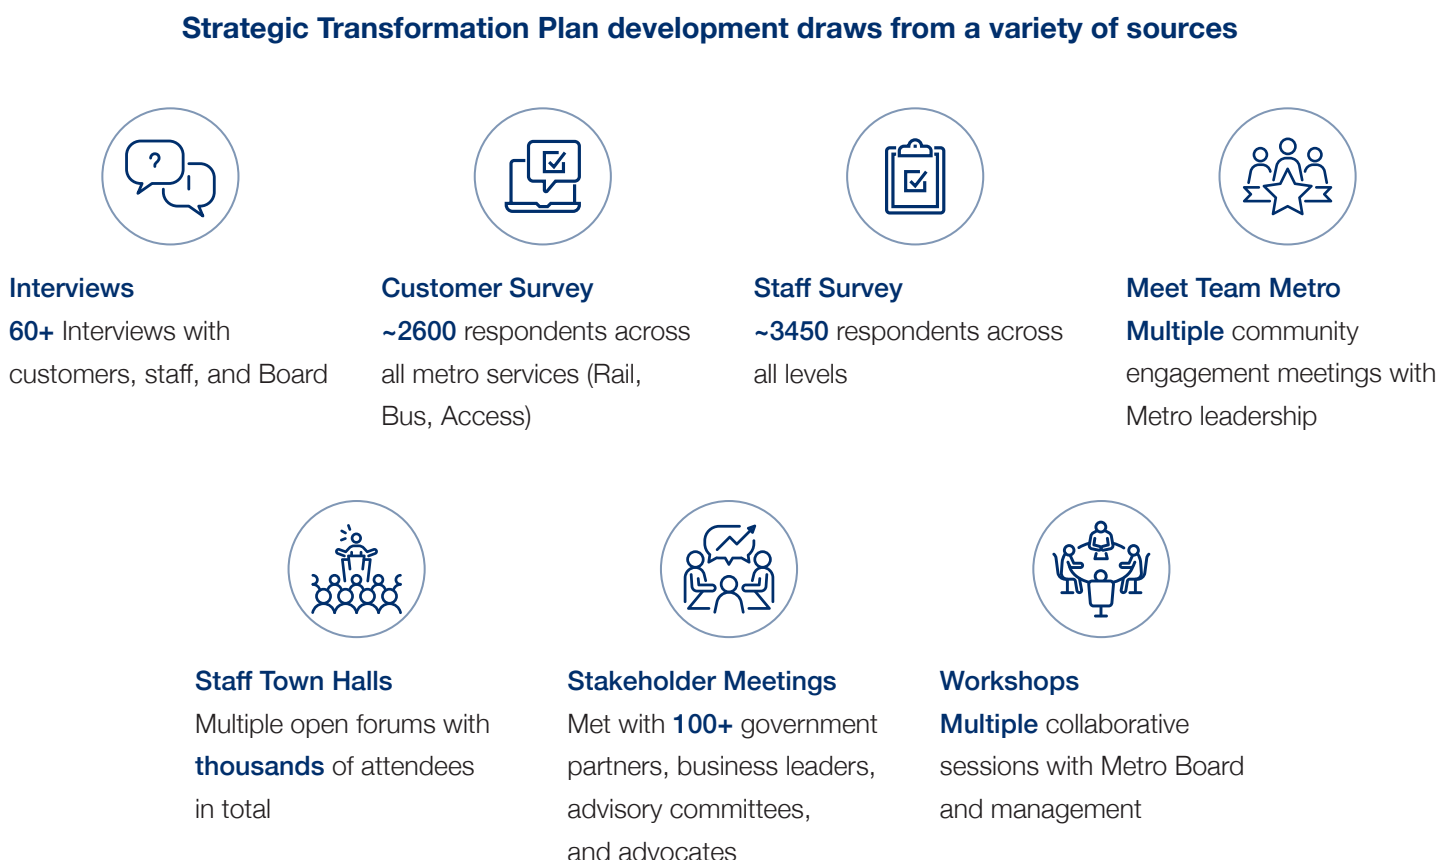 Strategic Transformation Plan development draws from a variety of sources
?
Interviews
60+ Interviews with
customers, staff, and Board
Customer Survey
~2600 respondents across
all metro services (Rail,
Bus, Access)
Staff Survey
~3450 respondents across
all levels
Meet Team Metro
Multiple community
engagement meetings with
Metro leadership
Staff Town Halls
Multiple open forums with
thousands of attendees
in total
Stakeholder Meetings
Met with 100+ government
partners, business leaders,
advisory committees,
and advocates
Workshops
Multiple collaborative
sessions with Metro Board
and management